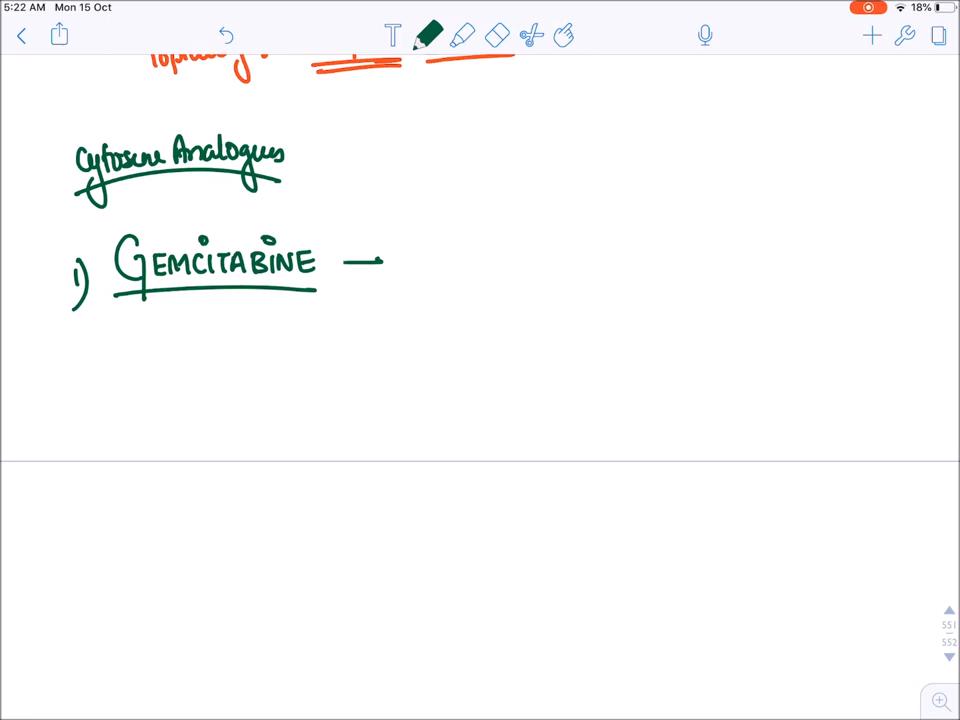 5:22 AM Mon 15 Oct 18%
T
Cytosine Analogues
1) GEMCITABINE —
551
552